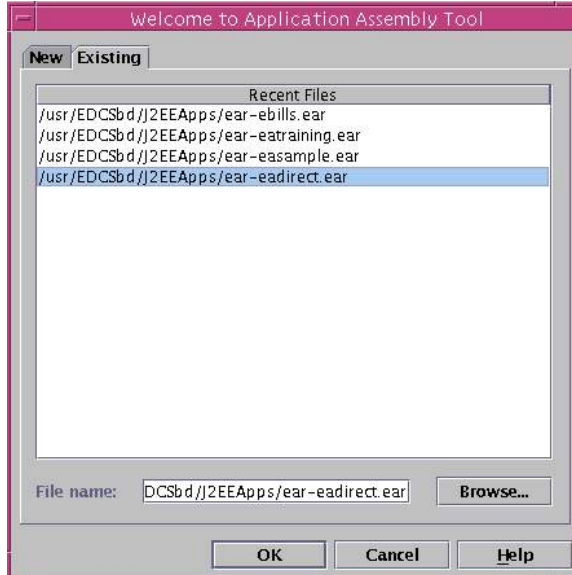 Welcome to Application Assembly Tool
New Existing
Recent Files
/usr/EDCSbd/J2EEApps/ear-ebills.ear
/usr/EDCSbd/J2EEApps/ear-eatraining.ear
/usr/EDCSbd/J2EEApps/ear-easample.ear
/usr/EDCSbd/J2EEApps/ear-eadirect.ear
File name: DCSbd/J2EEApps/ear-eadirect.ear Browse...
OK Cancel Help